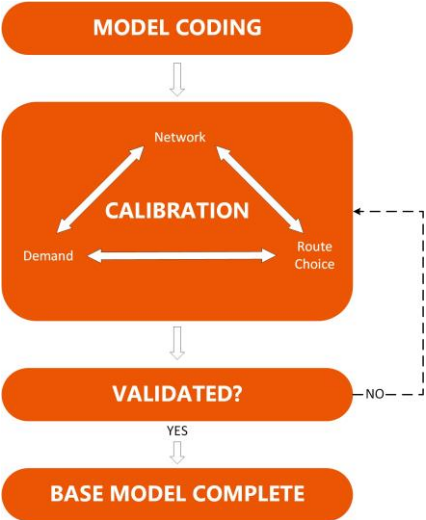 MODEL CODING
Network
CALIBRATION
Demand
Route
Choice
VALIDATED?
NO
YES
BASE MODEL COMPLETE